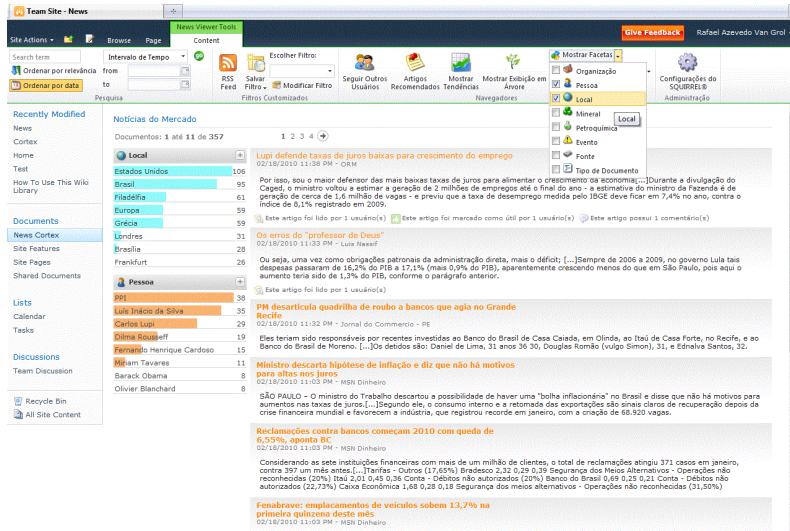 Team Site - News
News Viewer Tools
Site Actions
Browse
Page
Content
Give Feedback
Rafael Azevedo Van Grol
Search term
Intervalo de Tempo
GO
Ordenar por relevância
from
Ordenar por data
to
Pesquisa
RSS Feed
Salvar Filtro
Escolher Filtro:
Modificar Filtro
Filtros Customizados
Seguir Outros Usuários
Artigos Recomendados
Mostrar Tendências
Mostrar Exibição em Árvore
Mostrar Facetas
Navegadores
Configurações do SQUIRREL®
Administração
Organização
Pessoa
Local
Mineral
Local
Petroquímica
Evento
Fonte
Tipo de Documento
Recently Modified
News
Cortex
Home
Test
How To Use This Wiki
Library
Documents
News Cortex
Site Features
Site Pages
Shared Documents
Lists
Calendar
Tasks
Discussions
Team Discussion
Recycle Bin
All Site Content
Notícias do Mercado
Documentos: 1 até 11 de 357
1 2 3 4
Local
Estados Unidos 106
Brasil 95
Filadélfia 61
Europa 59
Grécia 59
Londres 31
Brasília 28
Frankfurt 26
Pessoa
PPI 38
Luís Inácio da Silva 35
Carlos Lupi 29
Dilma Rousseff 19
Fernando Henrique Cardoso 15
Miriam Tavares 11
Barack Obama 8
Olivier Blanchard 8
Lupi defende taxas de juros baixas para crescimento do emprego
02/18/2010 11:38 PM - ORM
Por isso, sou o maior defensor das mais baixas taxas de juros para alimentar o crescimento da economia;[...]Durante a divulgação do
Caged, o ministro voltou a estimar a geração de 2 milhões de empregos até o final do ano - a estimativa do ministro da Fazenda é de
geração de cerca de 1,6 milhão de vagas - e previu que a taxa de desemprego medida pelo IBGE deve ficar em 7,4% no ano, contra o
índice de 8,1% registrado em 2009.
Este artigo foi lido por 1 usuário(s)
Este artigo foi marcado como útil por 1 usuário(s)
Este artigo possui 1 comentário(s)
Os erros do "professor de Deus"
02/18/2010 11:33 PM - Luis Nassif
Ou seja, uma vez como obrigações patronais da administração direta, mais o déficit; [...]Sempre de 2006 a 2009, no governo Lula tais
despesas passaram de 16,2% do PIB a 17,1% (mais 0,9% do PIB), aparentemente crescendo menos do que em São Paulo, pois aqui o
aumento teria sido de 1,3% do PIB, conforme o parágrafo anterior.
Este artigo foi lido por 1 usuário(s)
PM desarticula quadrilha de roubo a bancos que agia no Grande
Recife
02/18/2010 11:32 PM - Jornal do Commercio - PE
Eles teriam sido responsáveis por recentes investidas ao Banco do Brasil de Casa Caiada, em Olinda, ao Itaú de Casa Forte, no Recife, e ao
Banco do Brasil de Moreno. [...]Os detidos são: Daniel de Lima, 31 anos 36 30, Douglas Romão (vulgo Simon), 31, e Ednalva Santos, 32.
Ministro descarta hipótese de inflação e diz que não há motivos
para altas nos juros
02/18/2010 11:03 PM - MSN Dinheiro
SÃO PAULO – O ministro do Trabalho descartou a possibilidade de haver uma "bolha inflacionária" no Brasil e disse que não há motivos para
aumentos nas taxas de juros.[...]Segundo ele, o consumo interno e a retomada das exportações são sinais claros de recuperação depois da
crise financeira mundial e favorecem a indústria, que registrou recorde em janeiro, com a criação de 68.920 vagas.
Reclamações contra bancos começam 2010 com queda de
6,55%, aponta BC
02/18/2010 11:03 PM - MSN Dinheiro
Considerando as sete instituições financeiras com mais de um milhão de clientes, o total de reclamações atingiu 371 casos em janeiro,
contra 397 um mês antes.[...]Tarifas - Outros (17,65%) Bradesco 2,32 0,29 0,39 Segurança dos Meios Alternativos - Operações não
reconhecidas (20%) Itaú 2,01 0,45 0,36 Conta - Débitos não autorizados (20%) Banco do Brasil 0,69 0,25 0,21 Conta - Débitos não
autorizados (22,73%) Caixa Econômica 1,68 0,28 0,18 Segurança dos meios alternativos - Operações não reconhecidas (31,50%)
Fenabrave: emplacamentos de veículos sobem 13,7% na
primeira quinzena deste mês
02/18/2010 11:03 PM - MSN Dinheiro